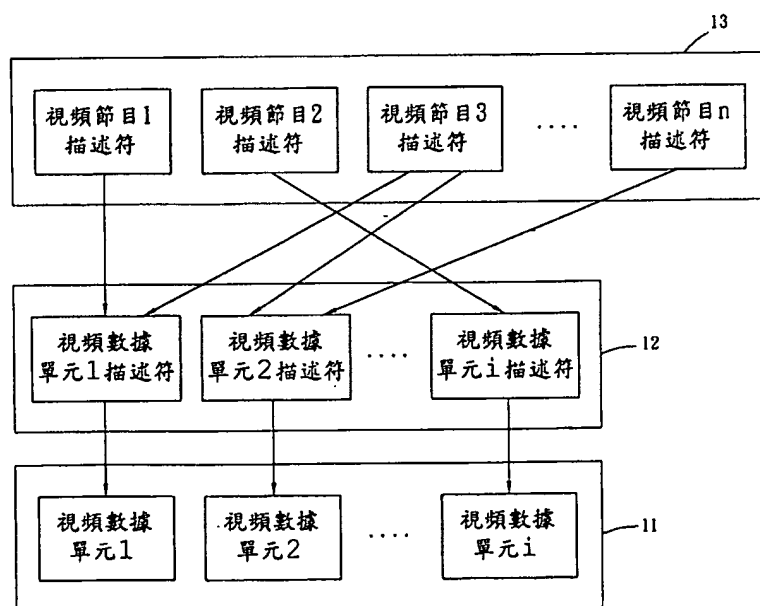 13
視頻節目1
描述符
視頻節目2
描述符
視頻節目3
描述符
....
視頻節目n
描述符
視頻數據
單元1描述符
視頻數據
單元2描述符
....
視頻數據
單元i描述符
12
視頻數據
單元1
視頻數據
單元2
....
視頻數據
單元i
11